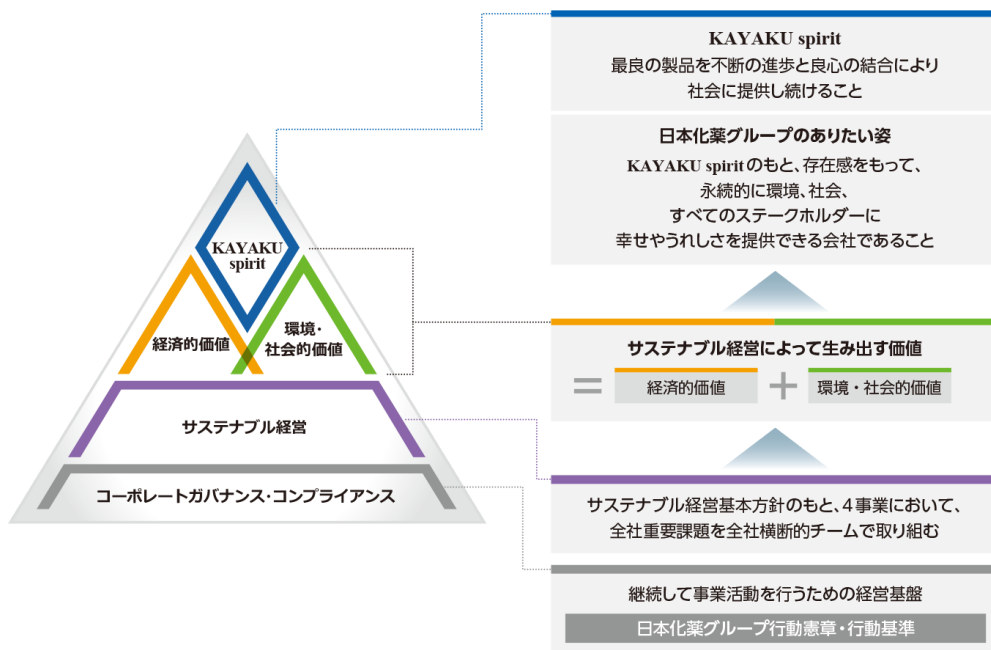 KAYAKU
spirit
経済的価値
環境・
社会的価値
サステナブル経営
コーポレートガバナンス・コンプライアンス
KAYAKU spirit
最良の製品を不断の進歩と良心の結合により
社会に提供し続けること
日本化薬グループのありたい姿
KAYAKU spiritのもと、存在感をもって、
永続的に環境、社会、
すべてのステークホルダーに
幸せやうれしさを提供できる会社であること
サステナブル経営によって生み出す価値
= 経済的価値 + 環境・社会的価値
サステナブル経営基本方針のもと、4事業において、
全社重要課題を全社横断的チームで取り組む
継続して事業活動を行うための経営基盤
日本化薬グループ行動憲章・行動基準